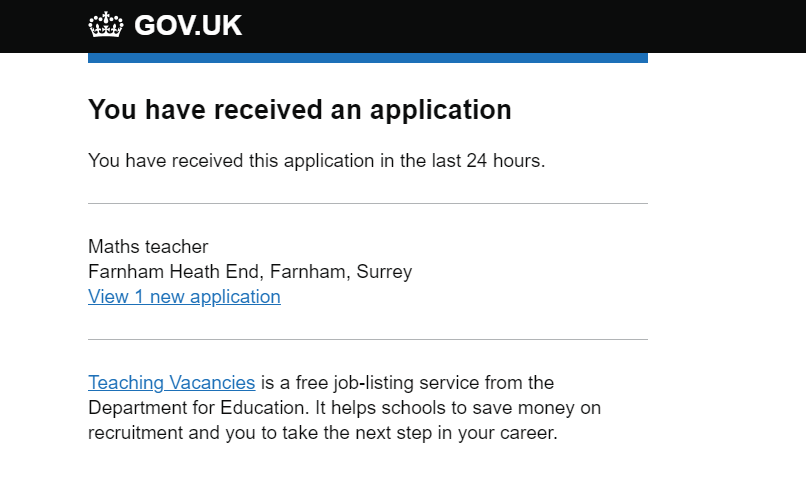 GOV.UK
You have received an application
You have received this application in the last 24 hours.
Maths teacher
Farnham Heath End, Farnham, Surrey
View 1 new application
Teaching Vacancies is a free job-listing service from the
Department for Education. It helps schools to save money on
recruitment and you to take the next step in your career.